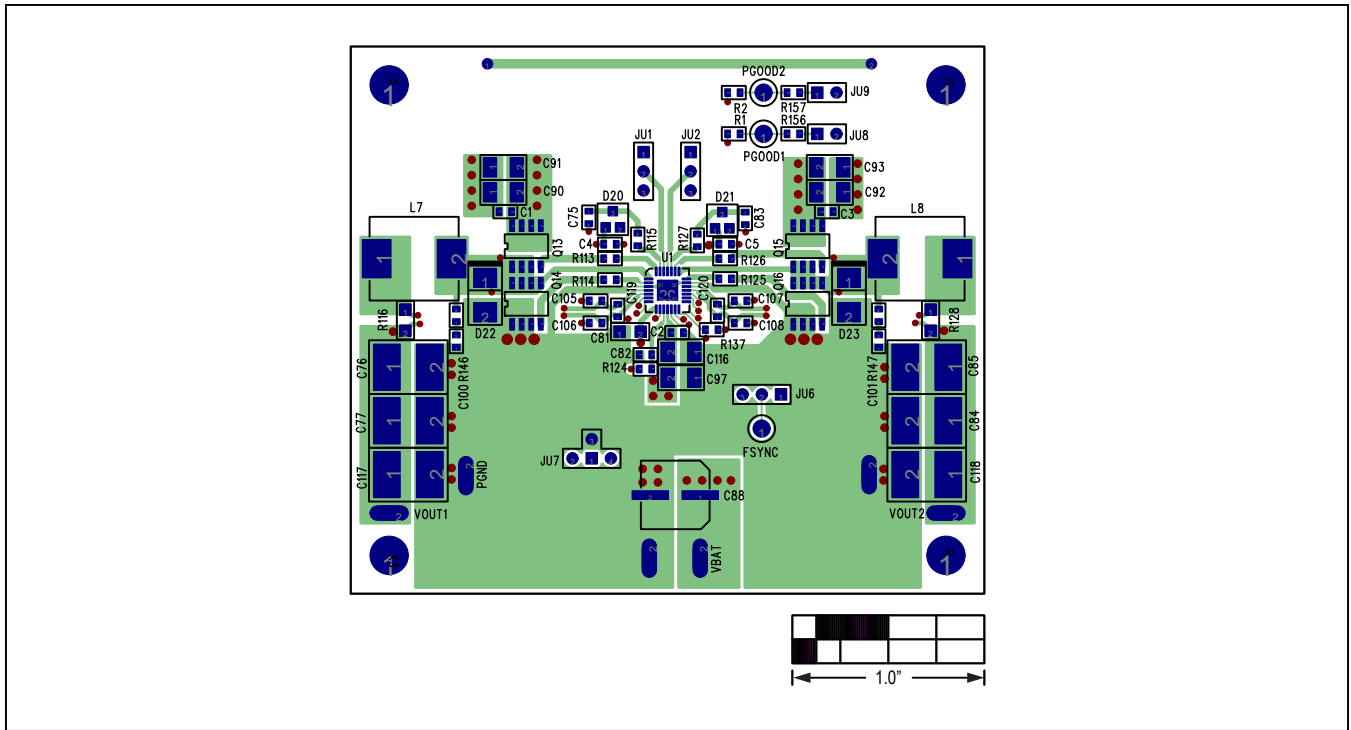 PGOOD2
R2
R157
JU9
R1
R156
JU1
JU2
JU8
PGOOD1
C91
C93
C90
C92
D20
D21
L7
C1
C75
C83
C3
L8
R115
R127
C4
C5
Q13
Q15
U1
R113
R126
R114
R125
Q14
Q16
C119
C120
C105
C107
C106
C108
R116
R128
D22
C81
C2
D23
R137
C82
C116
R124
C97
C76
R146
R147
C85
C100
C101
JU6
C77
C84
FSYNC
JU7
C117
PGND
C88
C118
VOUT1
VOUT2
VBAT
1.0"